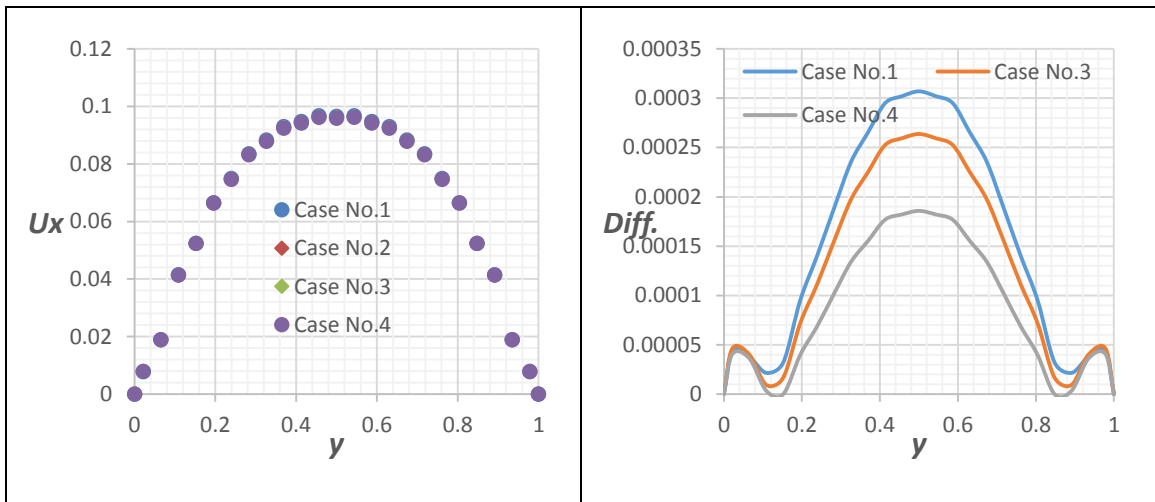 0.12
0.1
0.08
0.06
0.04
0.02
0
Ux
Case No.1
Case No.2
Case No.3
Case No.4
0 0.2 0.4 0.6 0.8 1
y
0.00035
0.0003
0.00025
0.0002
0.00015
0.0001
0.00005
0
Diff.
Case No.1 Case No.3
Case No.4
0 0.2 0.4 0.6 0.8 1
y